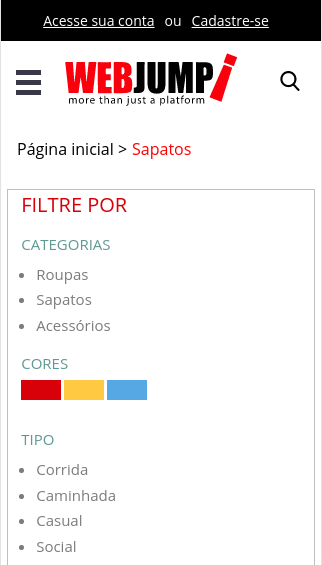 Acesse sua conta ou Cadastre-se
WEBJUMP!
more than just a platform
Página inicial > Sapatos
FILTRE POR
CATEGORIAS
Roupas
Sapatos
Acessórios
CORES
TIPO
Corrida
Caminhada
Casual
Social